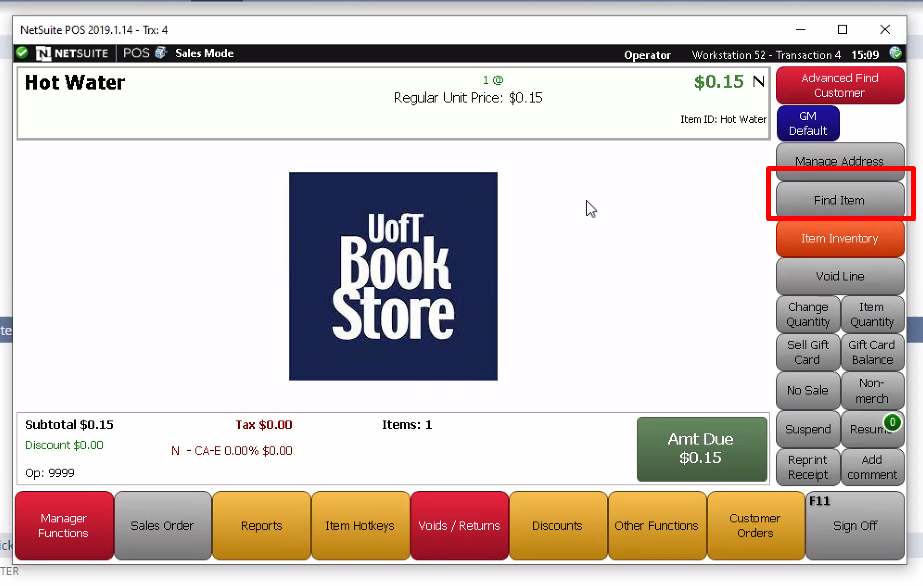 NetSuite POS 2019.1.14 - Trx: 4
N NETSUITE POS Sales Mode Operator Workstation 52 - Transaction 4 15:09
Hot Water
1 @
$0.15 N
Regular Unit Price: $0.15
Item ID: Hot Water
Advanced Find
Customer
GM
Default
Manage Address
Find Item
Item Inventory
Void Line
Change
Quantity
Item
Quantity
Sell Gift
Card
Gift Card
Balance
No Sale
Non-
merch
Suspend
Resum
0
Reprint
Receipt
Add
comment
UofT
Book
Store
Subtotal $0.15 Tax $0.00 Items: 1
Discount $0.00
N - CA-E 0.00% $0.00
Op: 9999
Amt Due
$0.15
Manager
Functions
Sales Order
Reports
Item Hotkeys
Voids / Returns
Discounts
Other Functions
Customer
Orders
F11
Sign Off
te
ick
TER